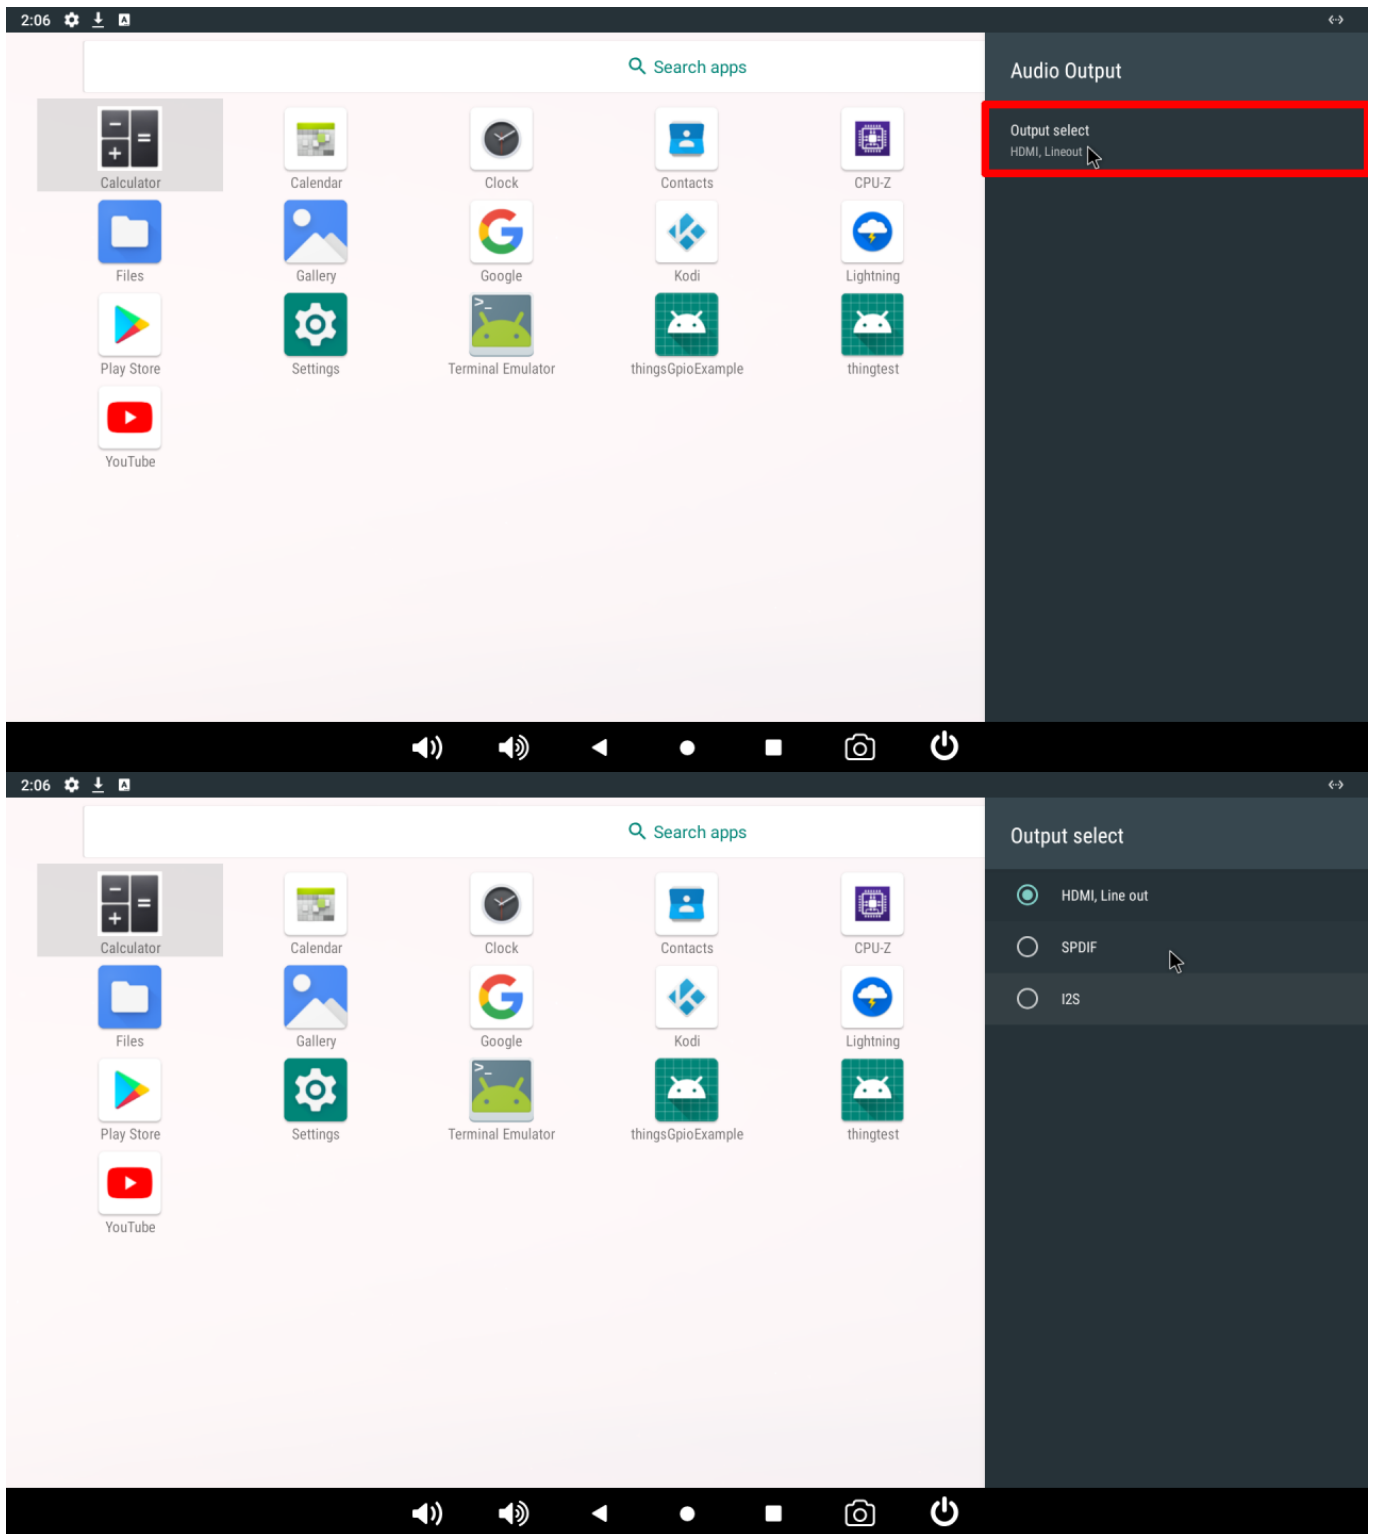 2:06
Search apps
Audio Output
Output select
HDMI, Lineout
Calculator
Calendar
Clock
Contacts
CPU-Z
Files
Gallery
Google
Kodi
Lightning
Play Store
Settings
Terminal Emulator
thingsGpioExample
thingtest
YouTube
2:06
Search apps
Output select
HDMI, Line out
SPDIF
I2S
Calculator
Calendar
Clock
Contacts
CPU-Z
Files
Gallery
Google
Kodi
Lightning
Play Store
Settings
Terminal Emulator
thingsGpioExample
thingtest
YouTube